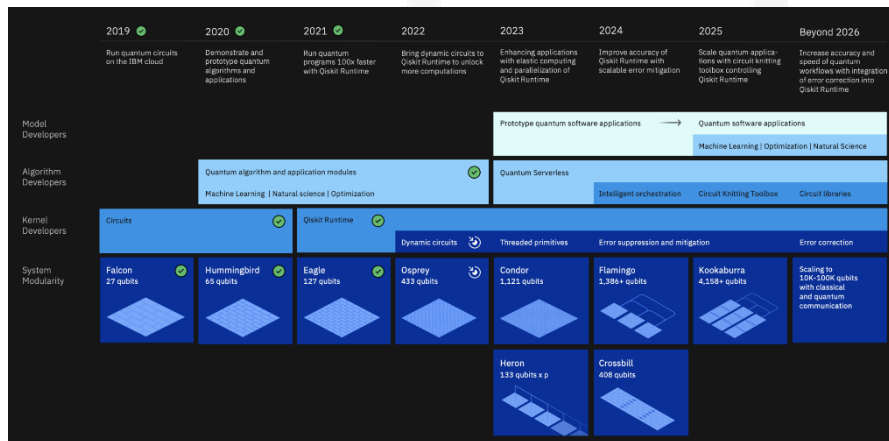 2019
Run quantum circuits
on the IBM cloud
2020
Demonstrate and
prototype quantum
algorithms and
applications
2021
Run quantum
programs 100x faster
with Qiskit Runtime
2022
Bring dynamic circuits to
Qiskit Runtime to unlock
more computations
2023
Enhancing applications
with elastic computing
and parallelization of
Qiskit Runtime
2024
Improve accuracy of
Qiskit Runtime with
scalable error mitigation
2025
Scale quantum applica-
tions with circuit knitting
toolbox controlling
Qiskit Runtime
Beyond 2026
Increase accuracy and
speed of quantum
workflows with integration
of error correction into
Qiskit Runtime
Model
Developers
Prototype quantum software applications →
Quantum software applications
Machine Learning | Optimization | Natural Science
Algorithm
Developers
Quantum algorithm and application modules
Machine Learning | Natural science | Optimization
Quantum Serverless
Intelligent orchestration
Circuit Knitting Toolbox
Circuit libraries
Kernel
Developers
Circuits
Qiskit Runtime
Dynamic circuits
Threaded primitives
Error suppression and mitigation
Error correction
System
Modularity
Falcon
27 qubits
Hummingbird
65 qubits
Eagle
127 qubits
Osprey
433 qubits
Condor
1,121 qubits
Flamingo
1,386+ qubits
Kookaburra
4,158+ qubits
Scaling to
10K-100K qubits
with classical
and quantum
communication
Heron
133 qubits x p
Crossbill
408 qubits